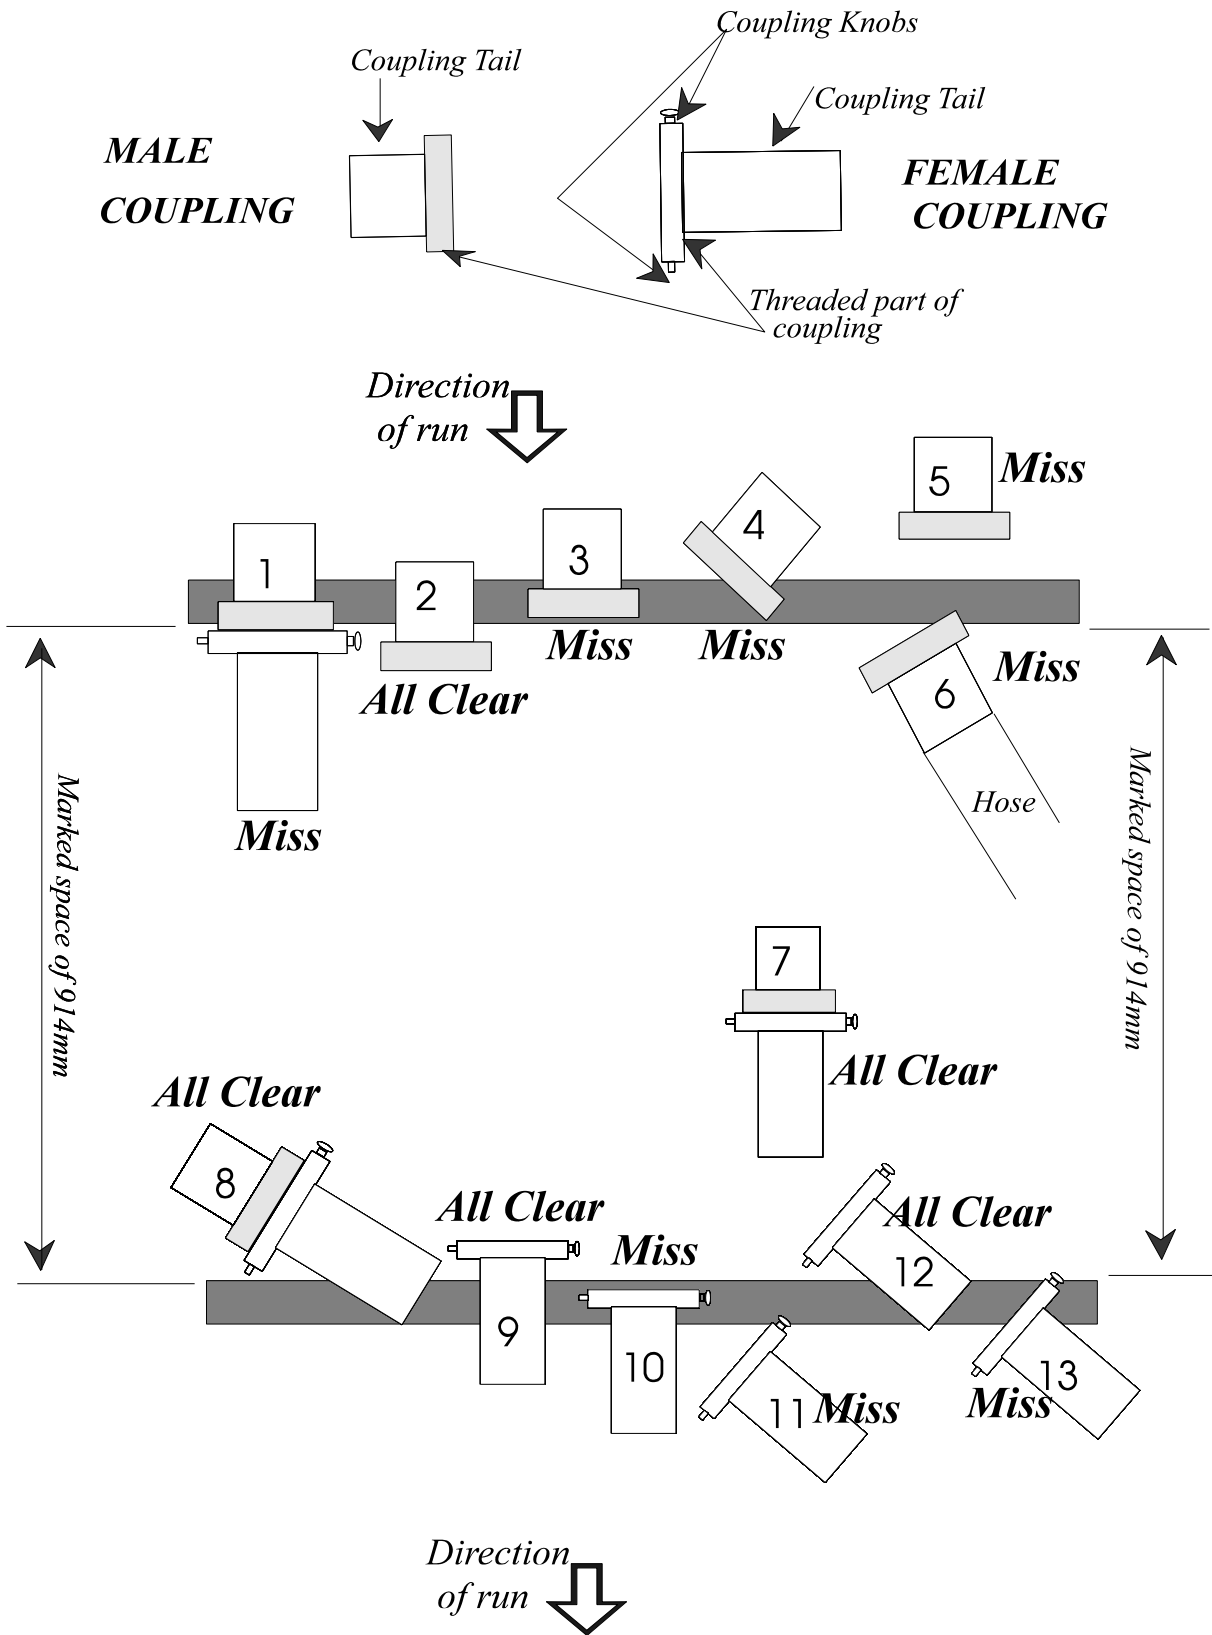 Coupling Knobs
Coupling Tail
Coupling Tail
MALE
COUPLING
FEMALE
COUPLING
Threaded part of
coupling
Direction
of run
5
Miss
4
3
1
2
Miss
Miss
Miss
6
All Clear
Hose
Miss
Marked space of 914mm
Marked space of 914mm
7
All Clear
All Clear
8
All Clear
All Clear
Miss
12
9
10
13
Miss
11
Miss
Direction
of run